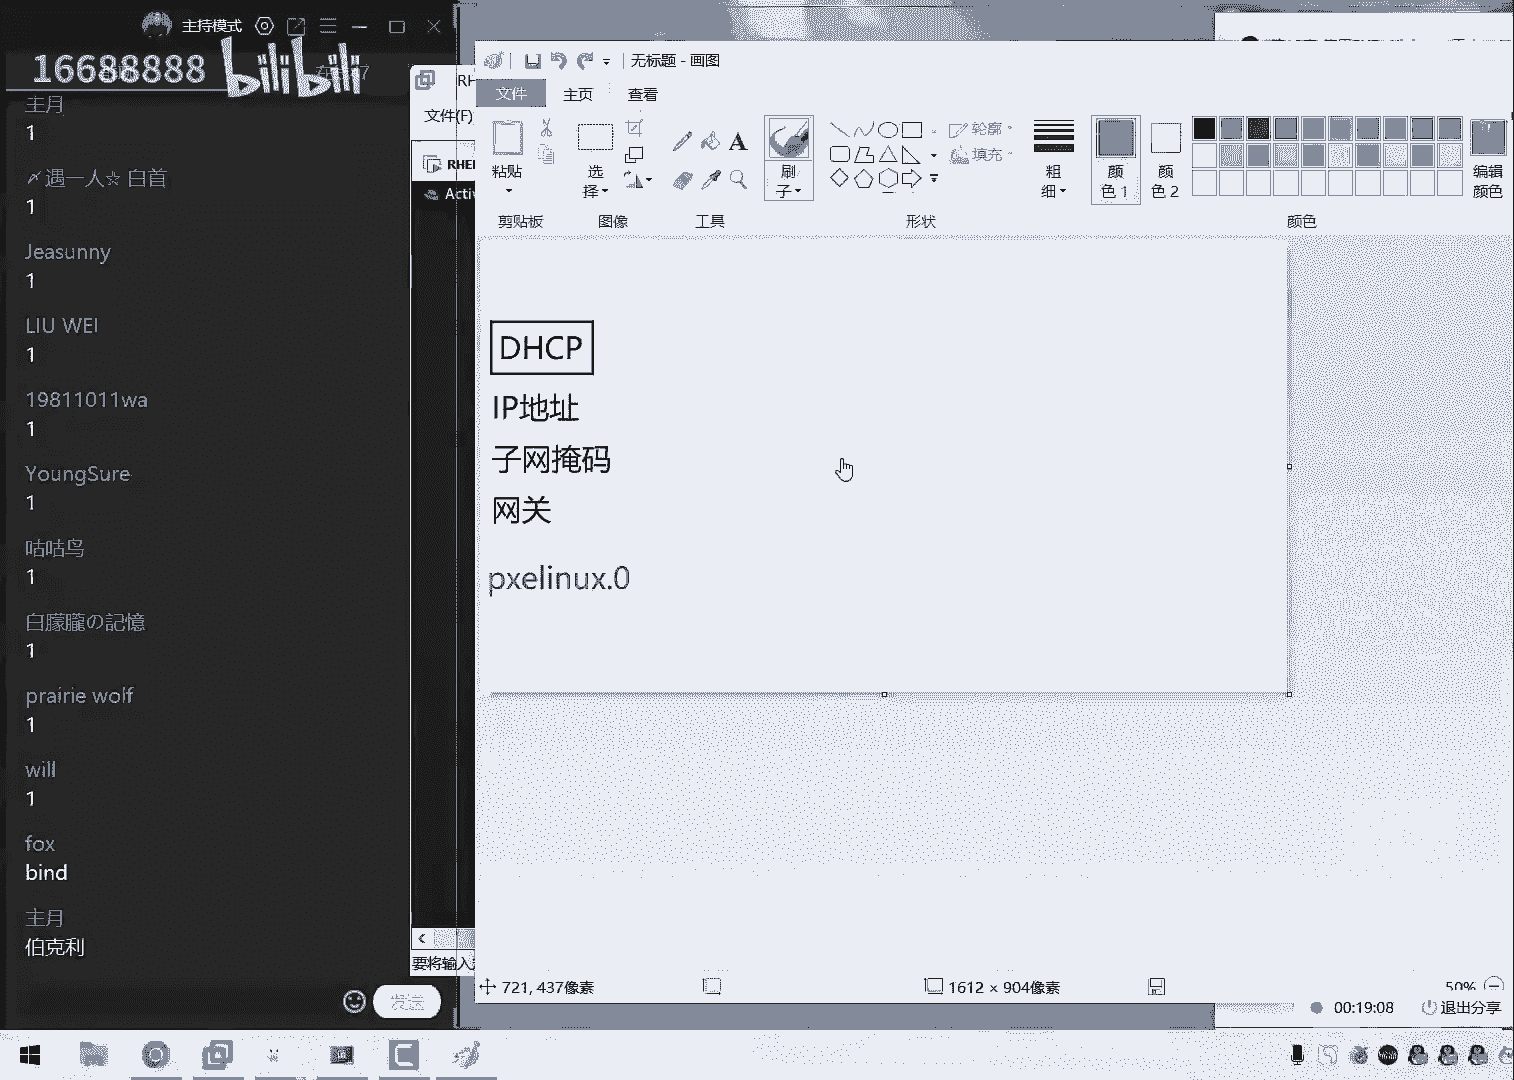 主持模式
16688888
bilibili
主月
1
〆遇一人☆白首
1
Jeasunny
1
LIU WEI
1
19811011wa
1
YoungSure
1
咕咕鸟
1
白朦朧の記憶
1
prairie wolf
1
will
1
fox
bind
主月
伯克利
发送
RH
文件(F)
RHEI
Activ
要将输入
无标题 - 画图
文件 主页 查看
粘贴
剪贴板
选择
图像
工具
刷子
轮廓
填充
形状
粗细
颜色 1
颜色 2
编辑颜色
颜色
DHCP
IP地址
子网掩码
网关
pxelinux.0
721, 437像素
1612 × 904像素
50%
00:19:08
退出分享